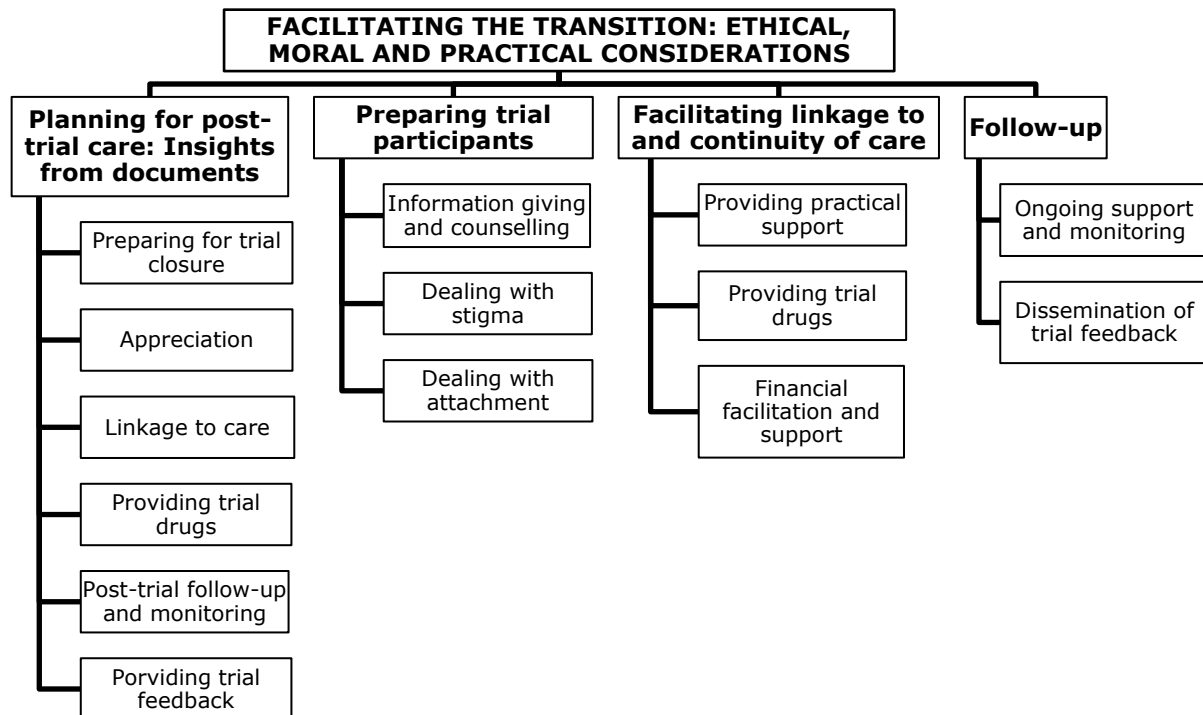 FACILITATING THE TRANSITION: ETHICAL,
MORAL AND PRACTICAL CONSIDERATIONS
Planning for post-
trial care: Insights
from documents
Preparing for trial
closure
Appreciation
Linkage to care
Providing trial
drugs
Post-trial follow-up
and monitoring
Porviding trial
feedback
Preparing trial
participants
Information giving
and counselling
Dealing with
stigma
Dealing with
attachment
Facilitating linkage to
and continuity of care
Providing practical
support
Providing trial
drugs
Financial
facilitation and
support
Follow-up
Ongoing support
and monitoring
Dissemination of
trial feedback